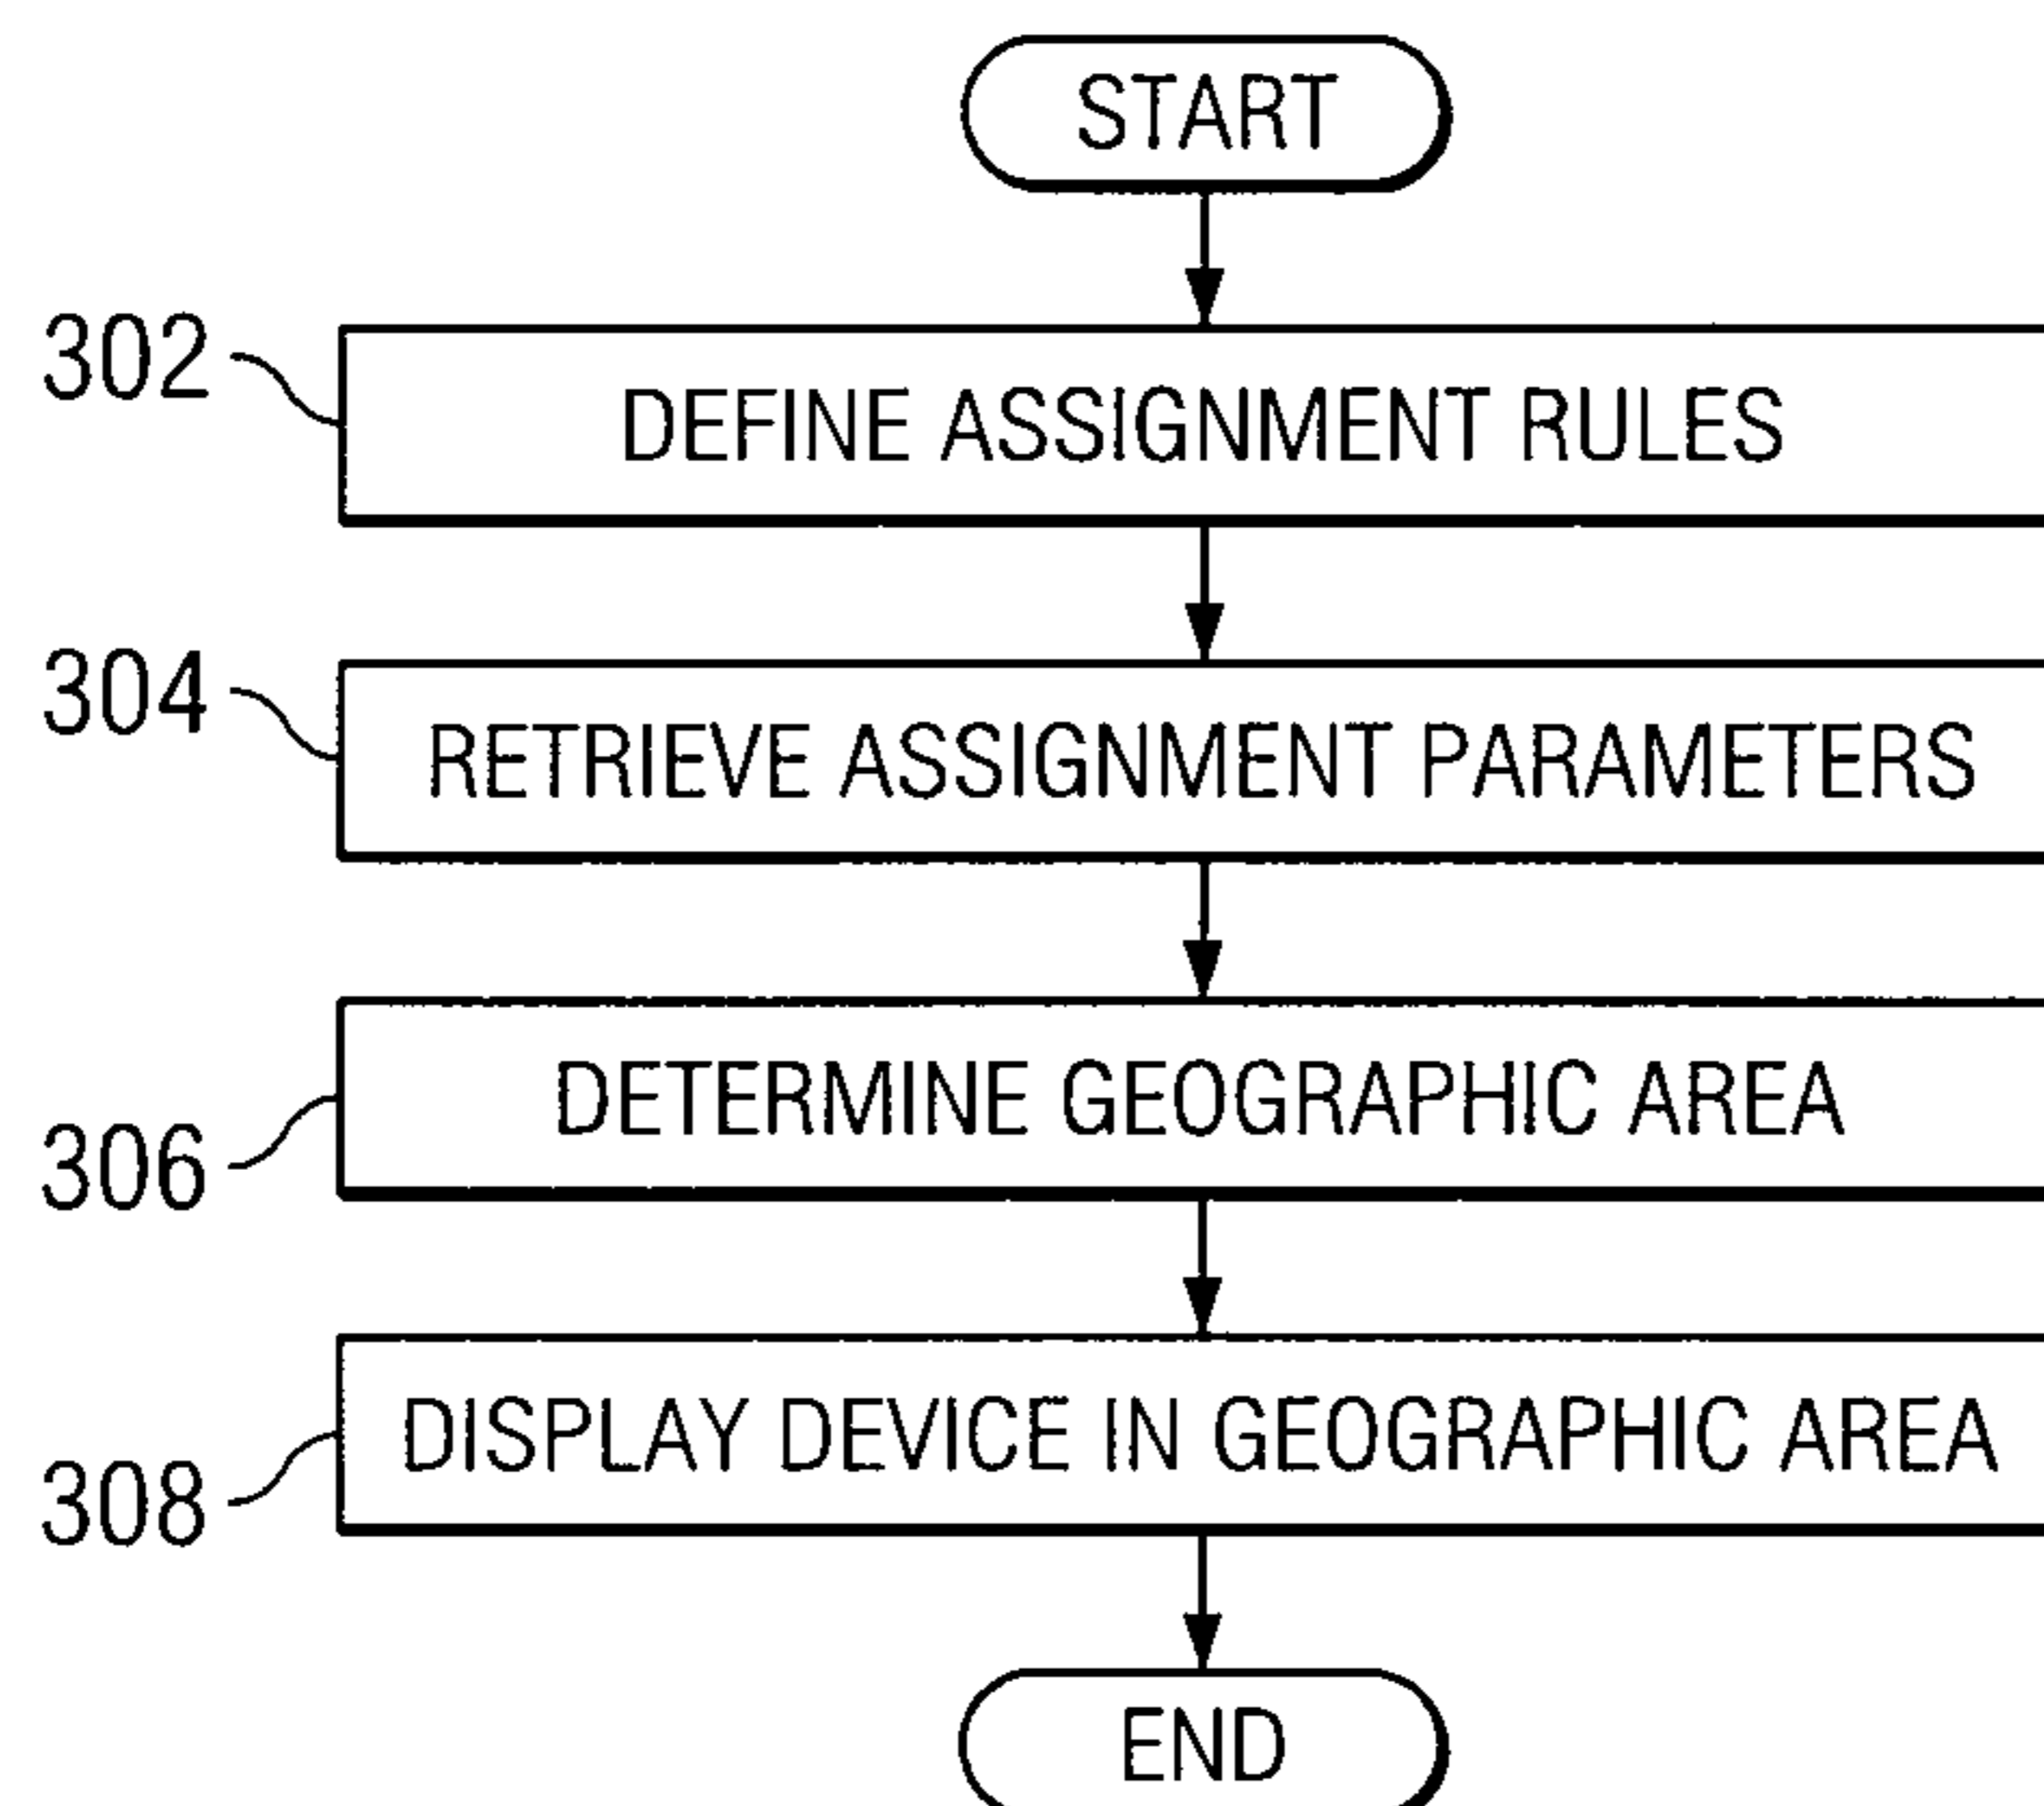 START
302
DEFINE ASSIGNMENT RULES
304
RETRIEVE ASSIGNMENT PARAMETERS
306
DETERMINE GEOGRAPHIC AREA
308
DISPLAY DEVICE IN GEOGRAPHIC AREA
END